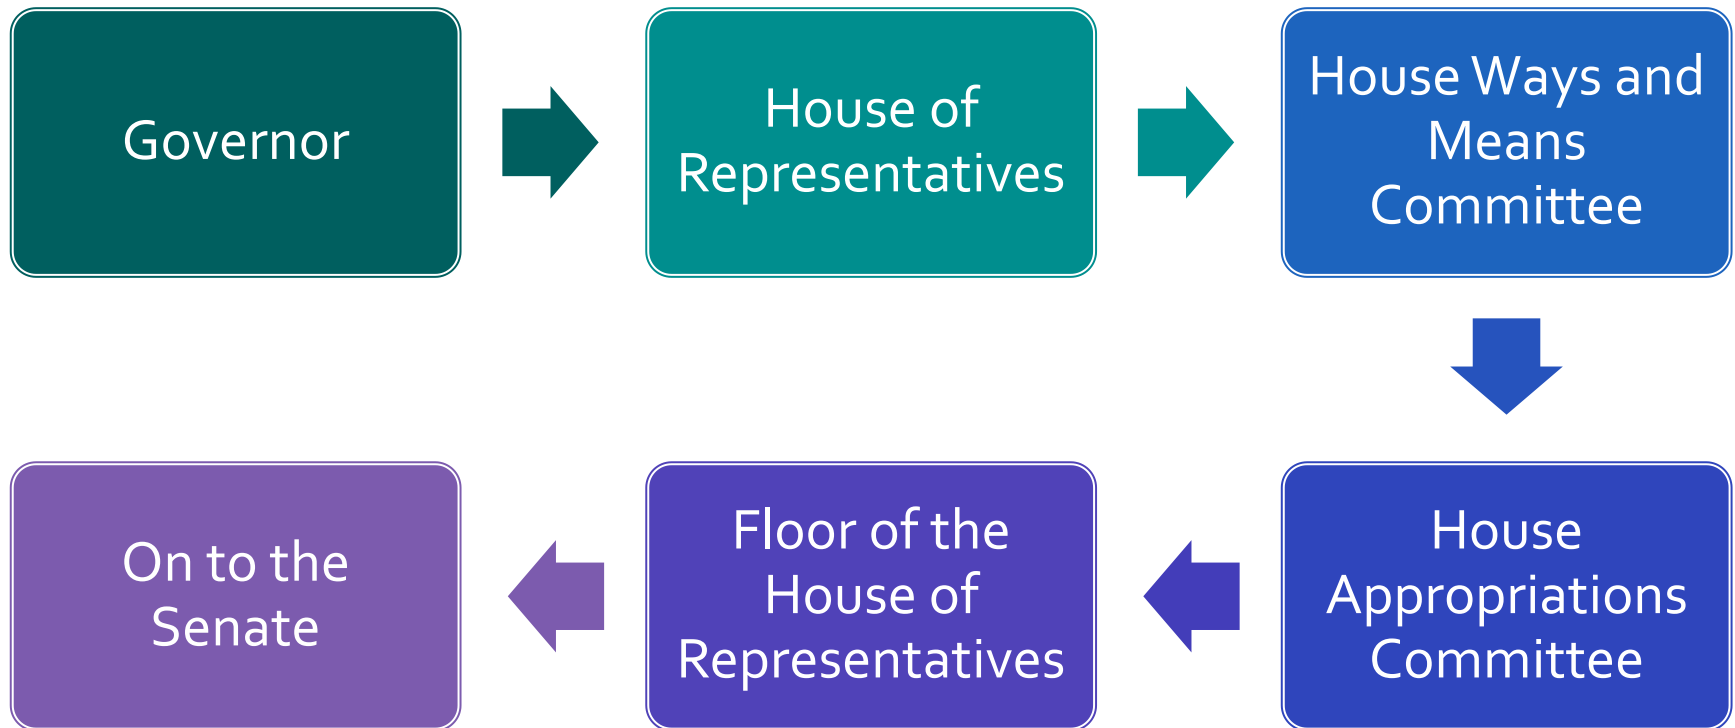 Governor
House of
Representatives
House Ways and
Means
Committee
On to the
Senate
Floor of the
House of
Representatives
House
Appropriations
Committee